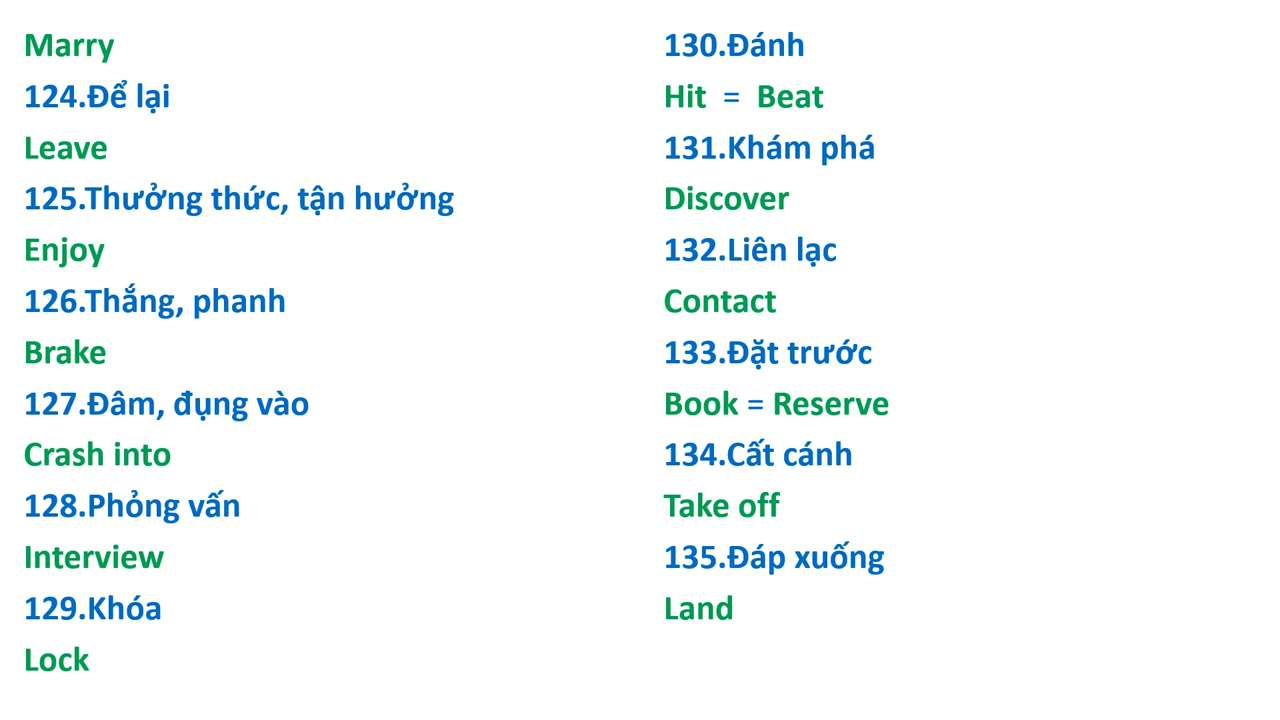 Marry
124.Để lại
Leave
125.Thưởng thức, tận hưởng
Enjoy
126.Thắng, phanh
Brake
127.Đâm, đụng vào
Crash into
128.Phỏng vấn
Interview
129.Khóa
Lock
130.Đánh
Hit = Beat
131.Khám phá
Discover
132.Liên lạc
Contact
133.Đặt trước
Book = Reserve
134.Cất cánh
Take off
135.Đáp xuống
Land